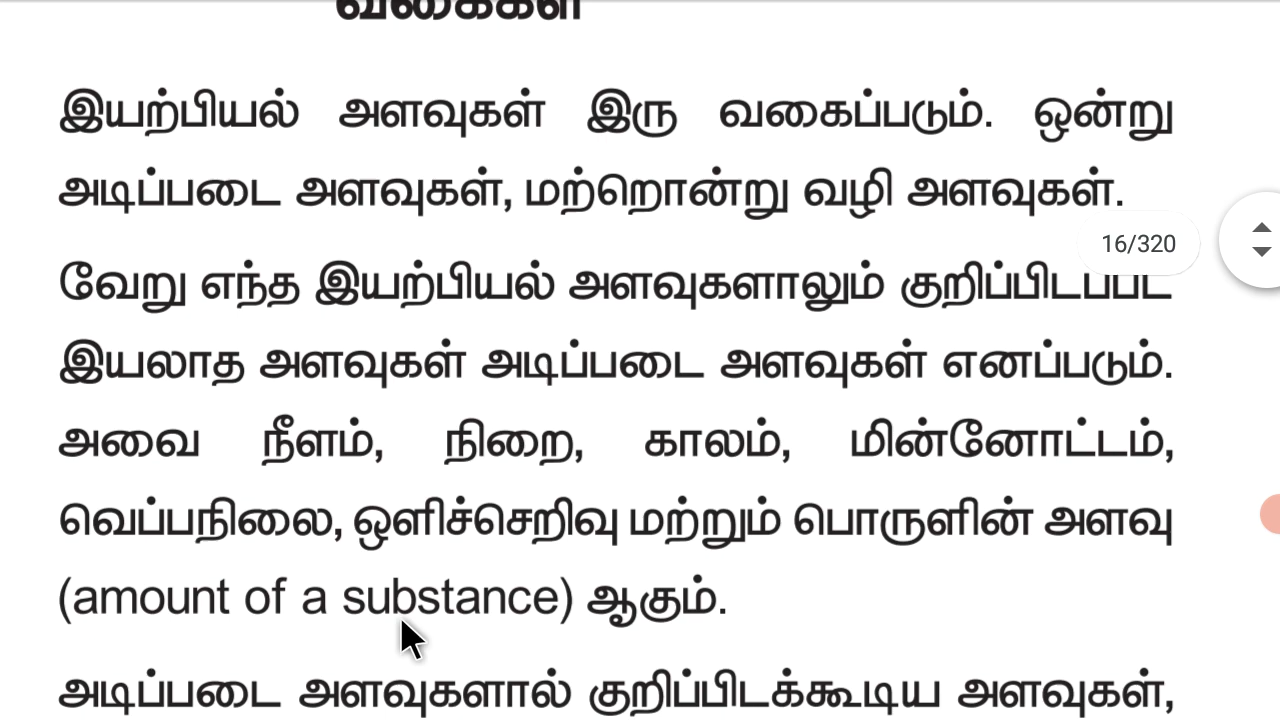 வகைகள்
இயற்பியல் அளவுகள் இரு வகைப்படும். ஒன்று
அடிப்படை அளவுகள், மற்றொன்று வழி அளவுகள்.
16/320
வேறு எந்த இயற்பியல் அளவுகளாலும் குறிப்பிடப்பட
இயலாத அளவுகள் அடிப்படை அளவுகள் எனப்படும்.
அவை நீளம், நிறை, காலம், மின்னோட்டம்,
வெப்பநிலை, ஒளிச்செறிவு மற்றும் பொருளின் அளவு
(amount of a substance) ஆகும்.
அடிப்படை அளவுகளால் குறிப்பிடக்கூடிய அளவுகள்,